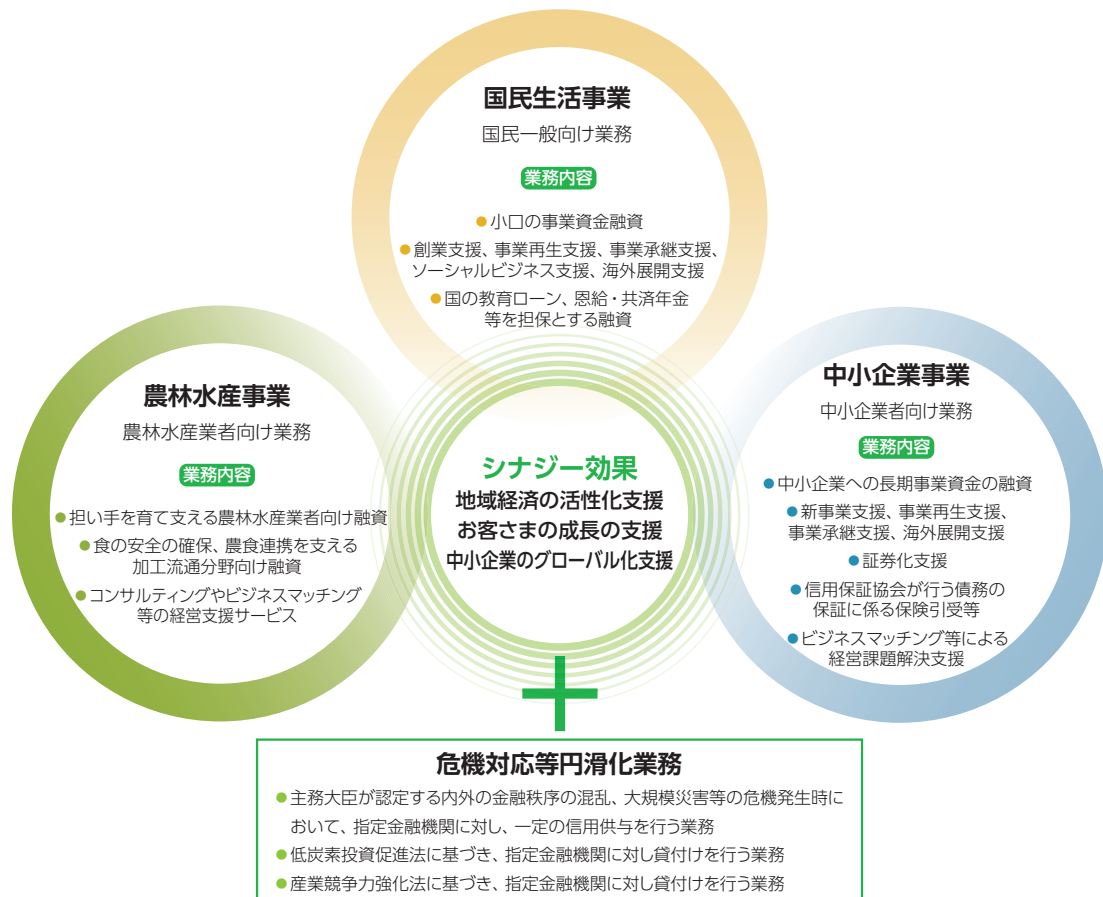 国民生活事業
国民一般向け業務
業務内容
●小口の事業資金融資
●創業支援、事業再生支援、事業承継支援、
ソーシャルビジネス支援、海外展開支援
●国の教育ローン、恩給・共済年金
等を担保とする融資
農林水産事業
農林水産業者向け業務
業務内容
●担い手を育て支える農林水産業者向け融資
●食の安全の確保、農食連携を支える
加工流通分野向け融資
●コンサルティングやビジネスマッチング
等の経営支援サービス
シナジー効果
地域経済の活性化支援
お客さまの成長の支援
中小企業のグローバル化支援
中小企業事業
中小企業者向け業務
業務内容
●中小企業への長期事業資金の融資
●新事業支援、事業再生支援、
事業承継支援、海外展開支援
●証券化支援
●信用保証協会が行う債務の
保証に係る保険引受等
●ビジネスマッチング等による
経営課題解決支援
危機対応等円滑化業務
●主務大臣が認定する内外の金融秩序の混乱、大規模災害等の危機発生時に
おいて、指定金融機関に対し、一定の信用供与を行う業務
●低炭素投資促進法に基づき、指定金融機関に対し貸付けを行う業務
●産業競争力強化法に基づき、指定金融機関に対し貸付けを行う業務